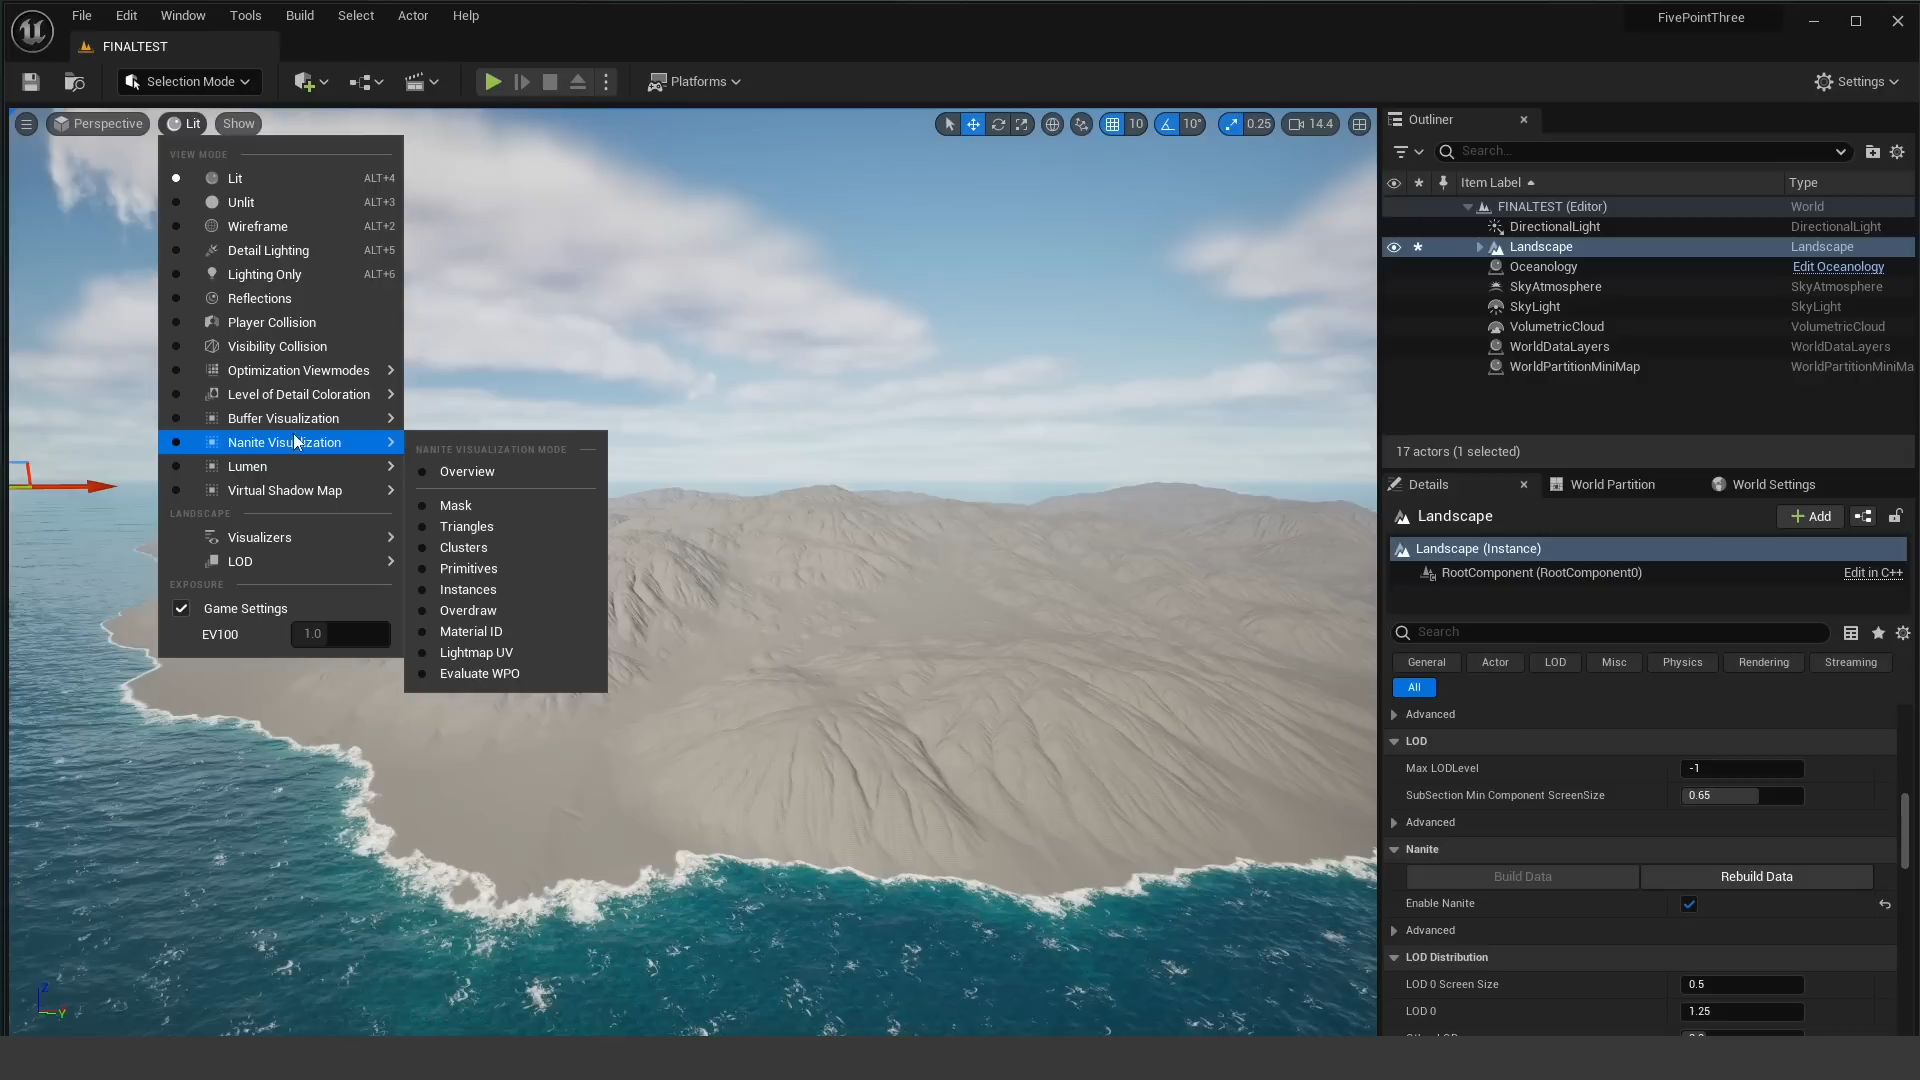 File Edit Window Tools Build Select Actor Help
FivePointThree
FINALTEST
Selection Mode
Platforms
Settings
Perspective Lit Show
10 10° 0.25 14.4
VIEW MODE
Lit ALT+4
Unlit ALT+3
Wireframe ALT+2
Detail Lighting ALT+5
Lighting Only ALT+6
Reflections
Player Collision
Visibility Collision
Optimization Viewmodes
Level of Detail Coloration
Buffer Visualization
Nanite Visualization
Lumen
Virtual Shadow Map
LANDSCAPE
Visualizers
LOD
EXPOSURE
Game Settings
EV100 1.0
NANITE VISUALIZATION MODE
Overview
Mask
Triangles
Clusters
Primitives
Instances
Overdraw
Material ID
Lightmap UV
Evaluate WPO
Z
Y
Outliner
Search...
Item Label Type
FINALTEST (Editor) World
DirectionalLight DirectionalLight
Landscape Landscape
Oceanology Edit Oceanology
SkyAtmosphere SkyAtmosphere
SkyLight SkyLight
VolumetricCloud VolumetricCloud
WorldDataLayers WorldDataLayers
WorldPartitionMiniMap WorldPartitionMiniMa
17 actors (1 selected)
Details World Partition World Settings
Landscape
Add
Landscape (Instance)
RootComponent (RootComponent0) Edit in C++
Search
General Actor LOD Misc Physics Rendering Streaming
All
Advanced
LOD
Max LODLevel -1
SubSection Min Component ScreenSize 0.65
Advanced
Nanite
Build Data Rebuild Data
Enable Nanite
Advanced
LOD Distribution
LOD 0 Screen Size 0.5
LOD 0 1.25